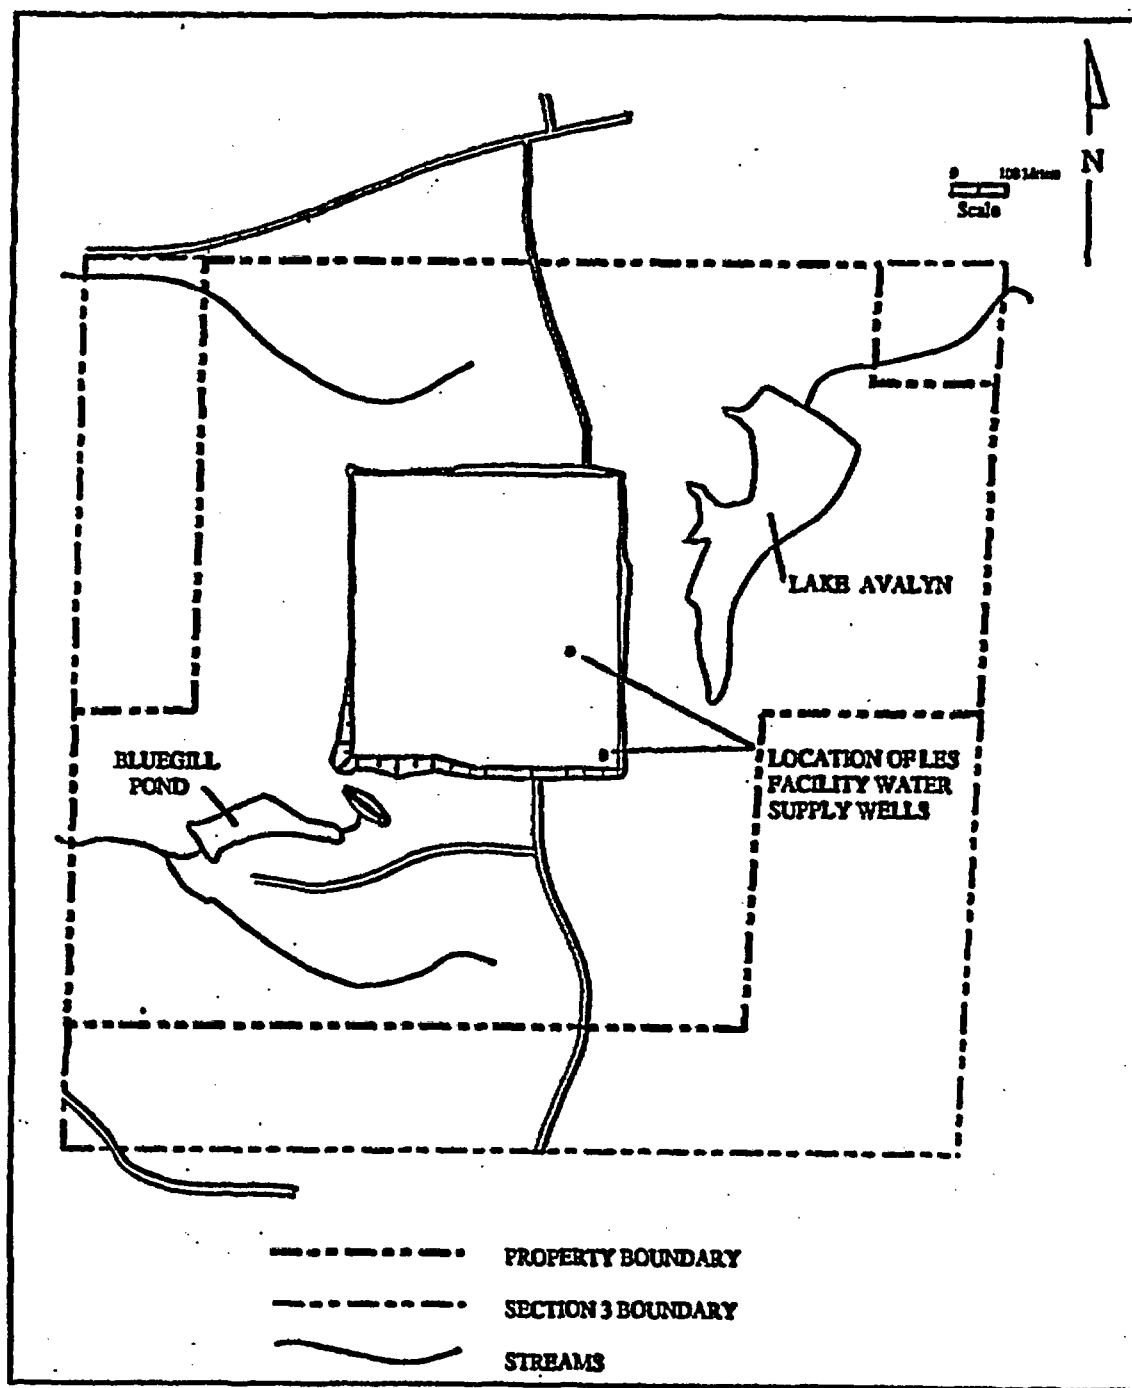 N
Scale
LAKE AVALYN
BLUEGILL
POND
LOCATION OF LES
FACILITY WATER
SUPPLY WELLS
PROPERTY BOUNDARY
SECTION 3 BOUNDARY
STREAMS